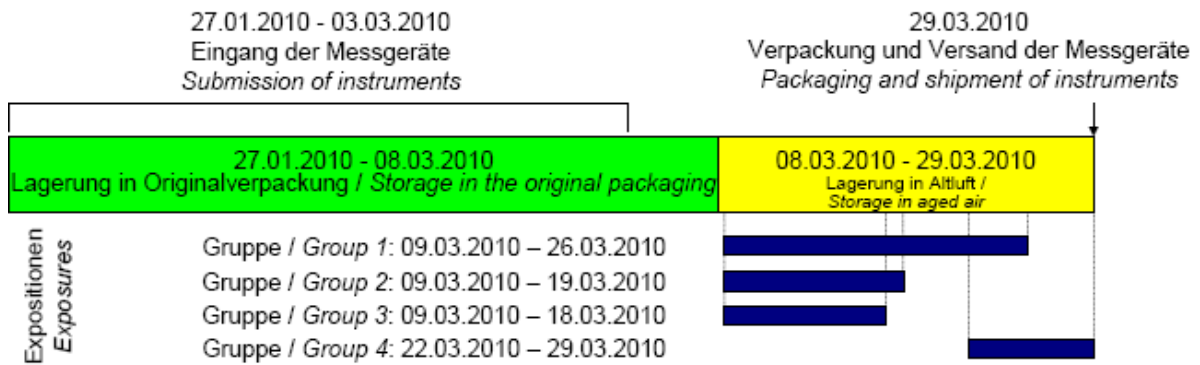 27.01.2010 - 03.03.2010
Eingang der Messgeräte
Submission of instruments
29.03.2010
Verpackung und Versand der Messgeräte
Packaging and shipment of instruments
27.01.2010 - 08.03.2010
Lagerung in Originalverpackung / Storage in the original packaging
08.03.2010 - 29.03.2010
Lagerung in Altluft /
Storage in aged air
Expositionen
Exposures
Gruppe / Group 1: 09.03.2010 – 26.03.2010
Gruppe / Group 2: 09.03.2010 – 19.03.2010
Gruppe / Group 3: 09.03.2010 – 18.03.2010
Gruppe / Group 4: 22.03.2010 – 29.03.2010